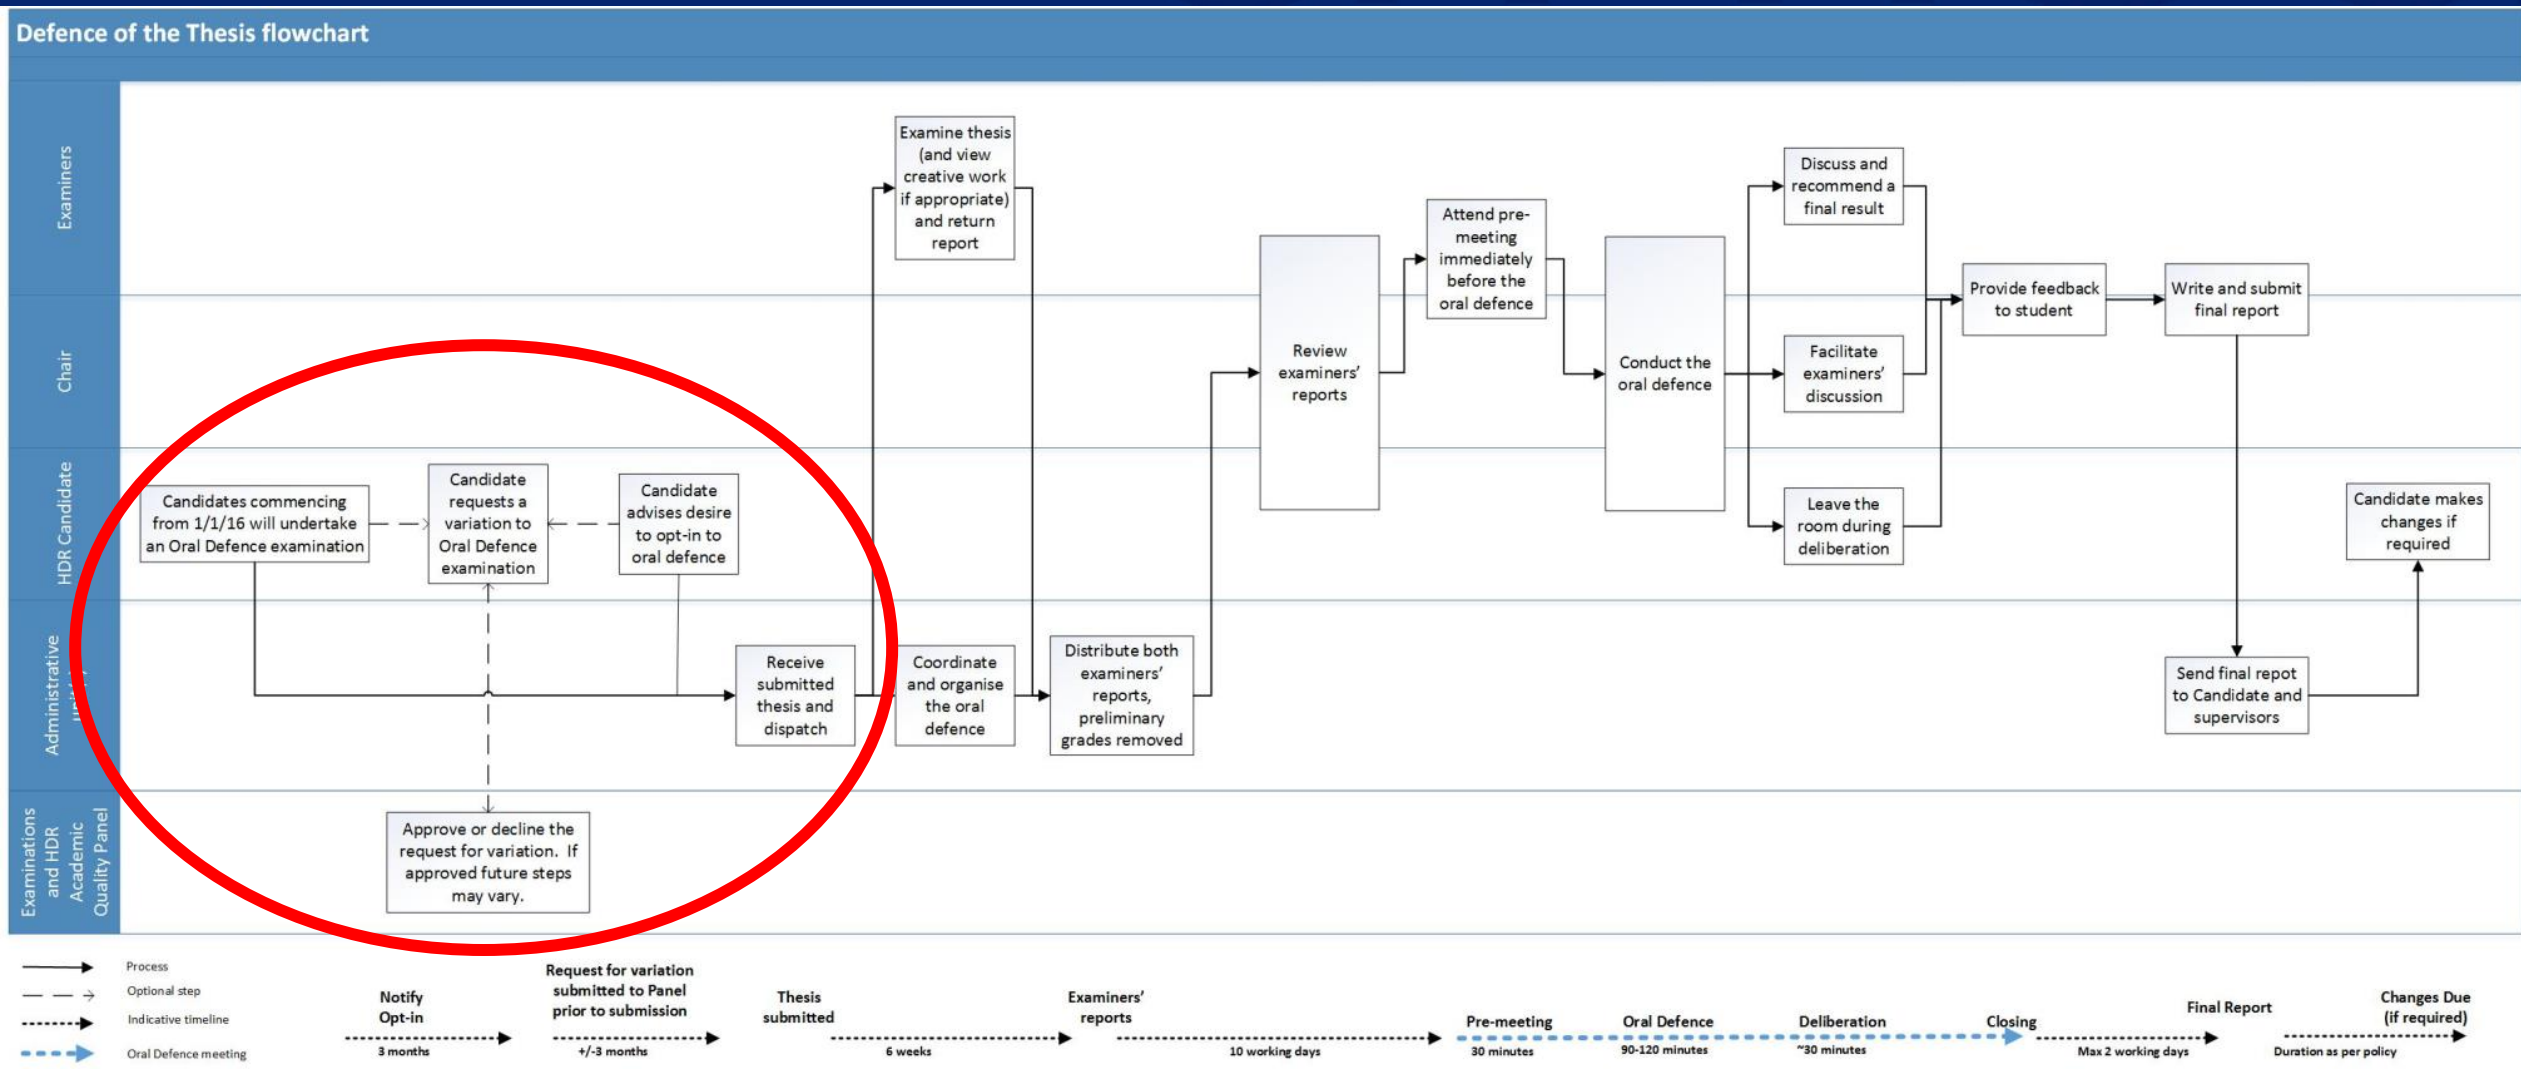 Defence of the Thesis flowchart
Examiners
Chair
HDR Candidate
Administrative
Examinations
and HDR
Academic
Quality Panel
Candidates commencing
from 1/1/16 will undertake
an Oral Defence examination
Candidate
requests a
variation to
Oral Defence
examination
Candidate
advises desire
to opt-in to
oral defence
Approve or decline the
request for variation. If
approved future steps
may vary.
Receive
submitted
thesis and
dispatch
Examine thesis
(and view
creative work
if appropriate)
and return
report
Coordinate
and organise
the oral
defence
Distribute both
examiners'
reports,
preliminary
grades removed
Review
examiners'
reports
Attend pre-
meeting
immediately
before the
oral defence
Conduct the
oral defence
Discuss and
recommend a
final result
Facilitate
examiners'
discussion
Leave the
room during
deliberation
Provide feedback
to student
Write and submit
final report
Send final repot
to Candidate and
supervisors
Candidate makes
changes if
required
Process
Optional step
Indicative timeline
Oral Defence meeting
Notify
Opt-in
3 months
Request for variation
submitted to Panel
prior to submission
+/-3 months
Thesis
submitted
6 weeks
Examiners'
reports
10 working days
Pre-meeting
30 minutes
Oral Defence
90-120 minutes
Deliberation
~30 minutes
Closing
Max 2 working days
Final Report
Duration as per policy
Changes Due
(if required)